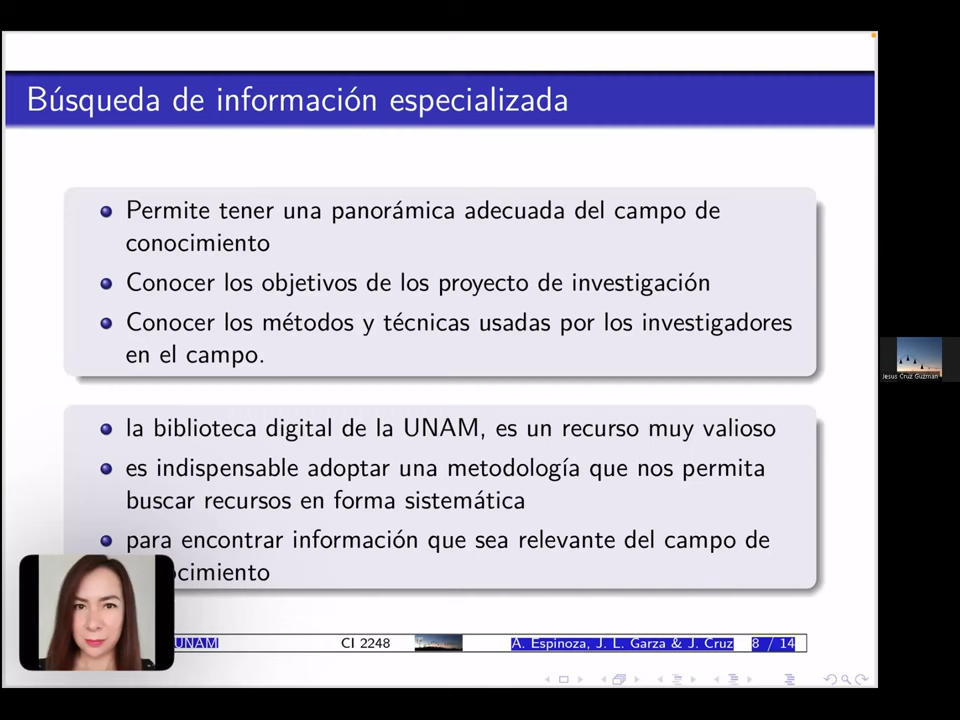 Búsqueda de información especializada
Permite tener una panorámica adecuada del campo de
conocimiento
Conocer los objetivos de los proyecto de investigación
Conocer los métodos y técnicas usadas por los investigadores
en el campo.
la biblioteca digital de la UNAM, es un recurso muy valioso
es indispensable adoptar una metodología que nos permita
buscar recursos en forma sistemática
para encontrar información que sea relevante del campo de
ocimiento
UNAM CI 2248 A. Espinoza, J. L. Garza & J. Cruz 8 / 14
Jesus Cruz Guzman